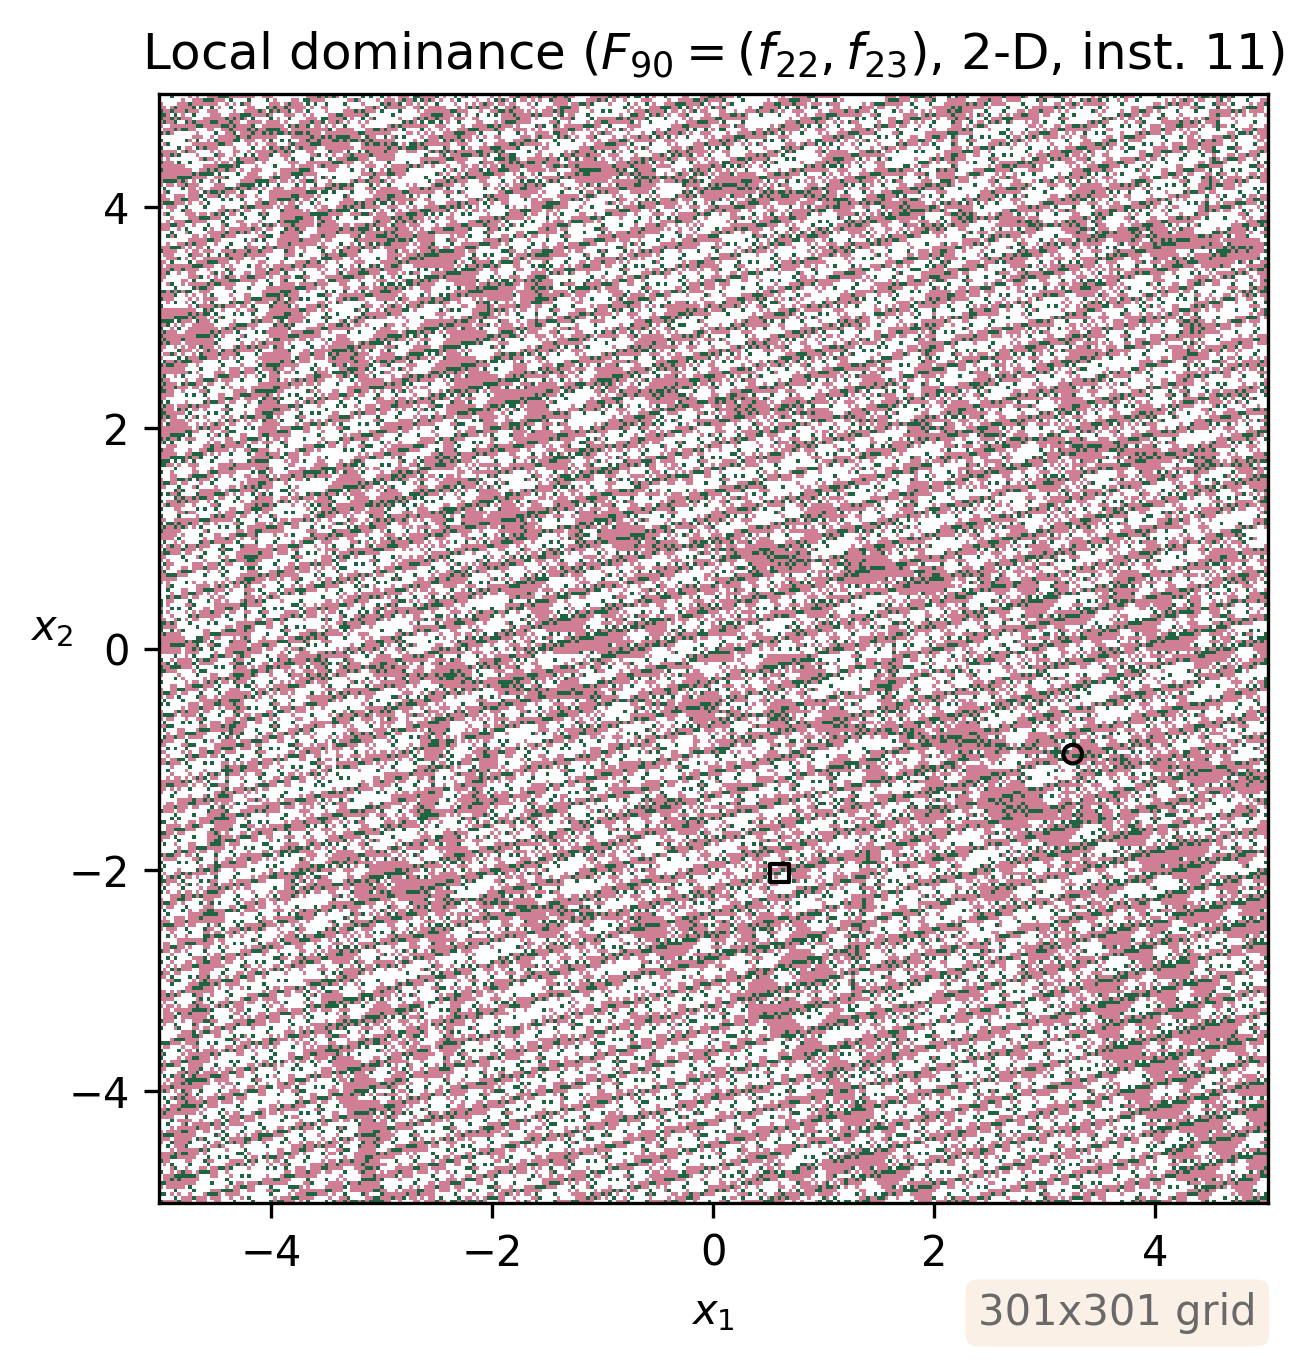 Local dominance (F₉₀ = (f₂₂, f₂₃), 2-D, inst. 11)
4
2
x₂ 0
−2
−4
−4 −2 0 2 4
x₁
301x301 grid